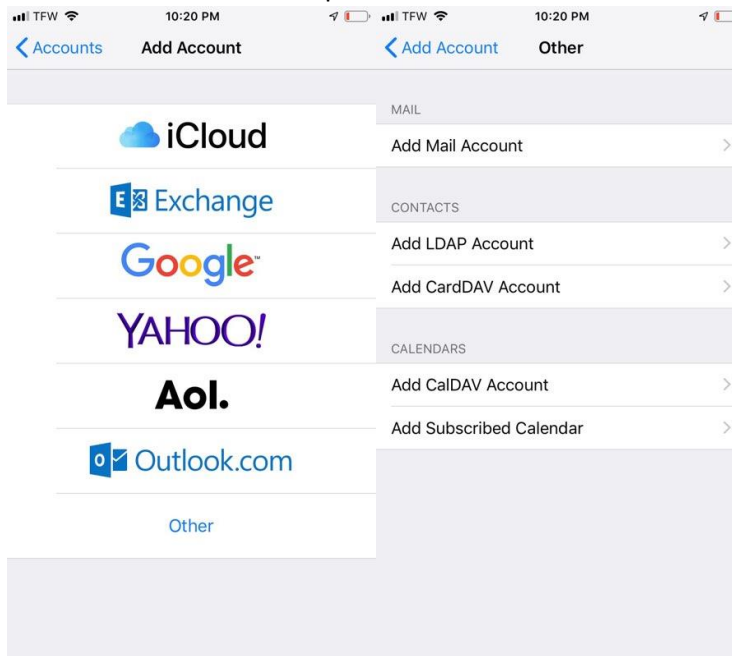 TFW 10:20 PM
Accounts Add Account
iCloud
Exchange
Google
YAHOO!
Aol.
Outlook.com
Other
TFW 10:20 PM
Add Account Other
MAIL
Add Mail Account
CONTACTS
Add LDAP Account
Add CardDAV Account
CALENDARS
Add CalDAV Account
Add Subscribed Calendar